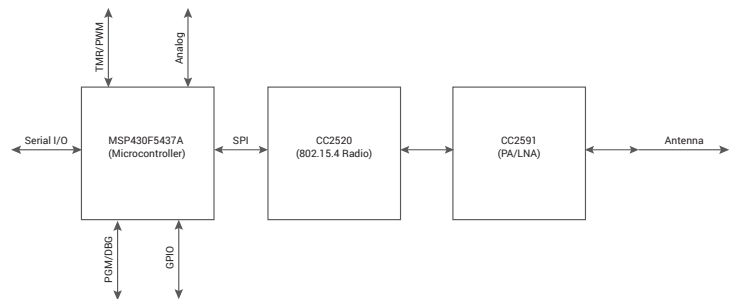 TMR/PWM
Analog
Serial I/O
MSP430F5437A
(Microcontroller)
SPI
CC2520
(802.15.4 Radio)
CC2591
(PA/LNA)
Antenna
PGM/DBG
GPIO